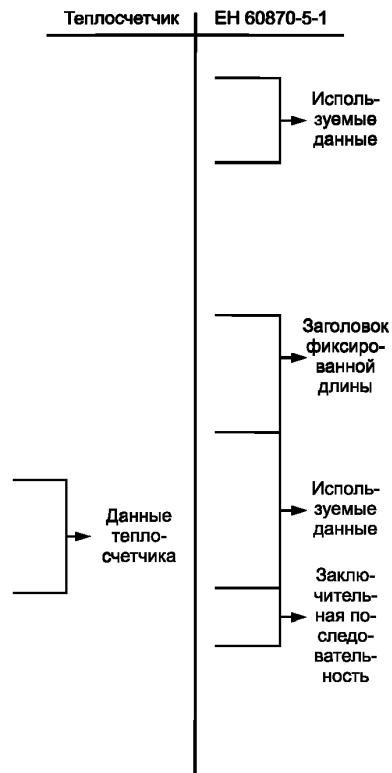 Теплосчетчик ЕН 60870-5-1
Исполь-
зуемые
данные
Заголовок
фиксиро-
ванной
длины
Исполь-
зуемые
данные
Данные
тепло-
счетчика
Заклю-
читель-
ная по-
следо-
ватель-
ность